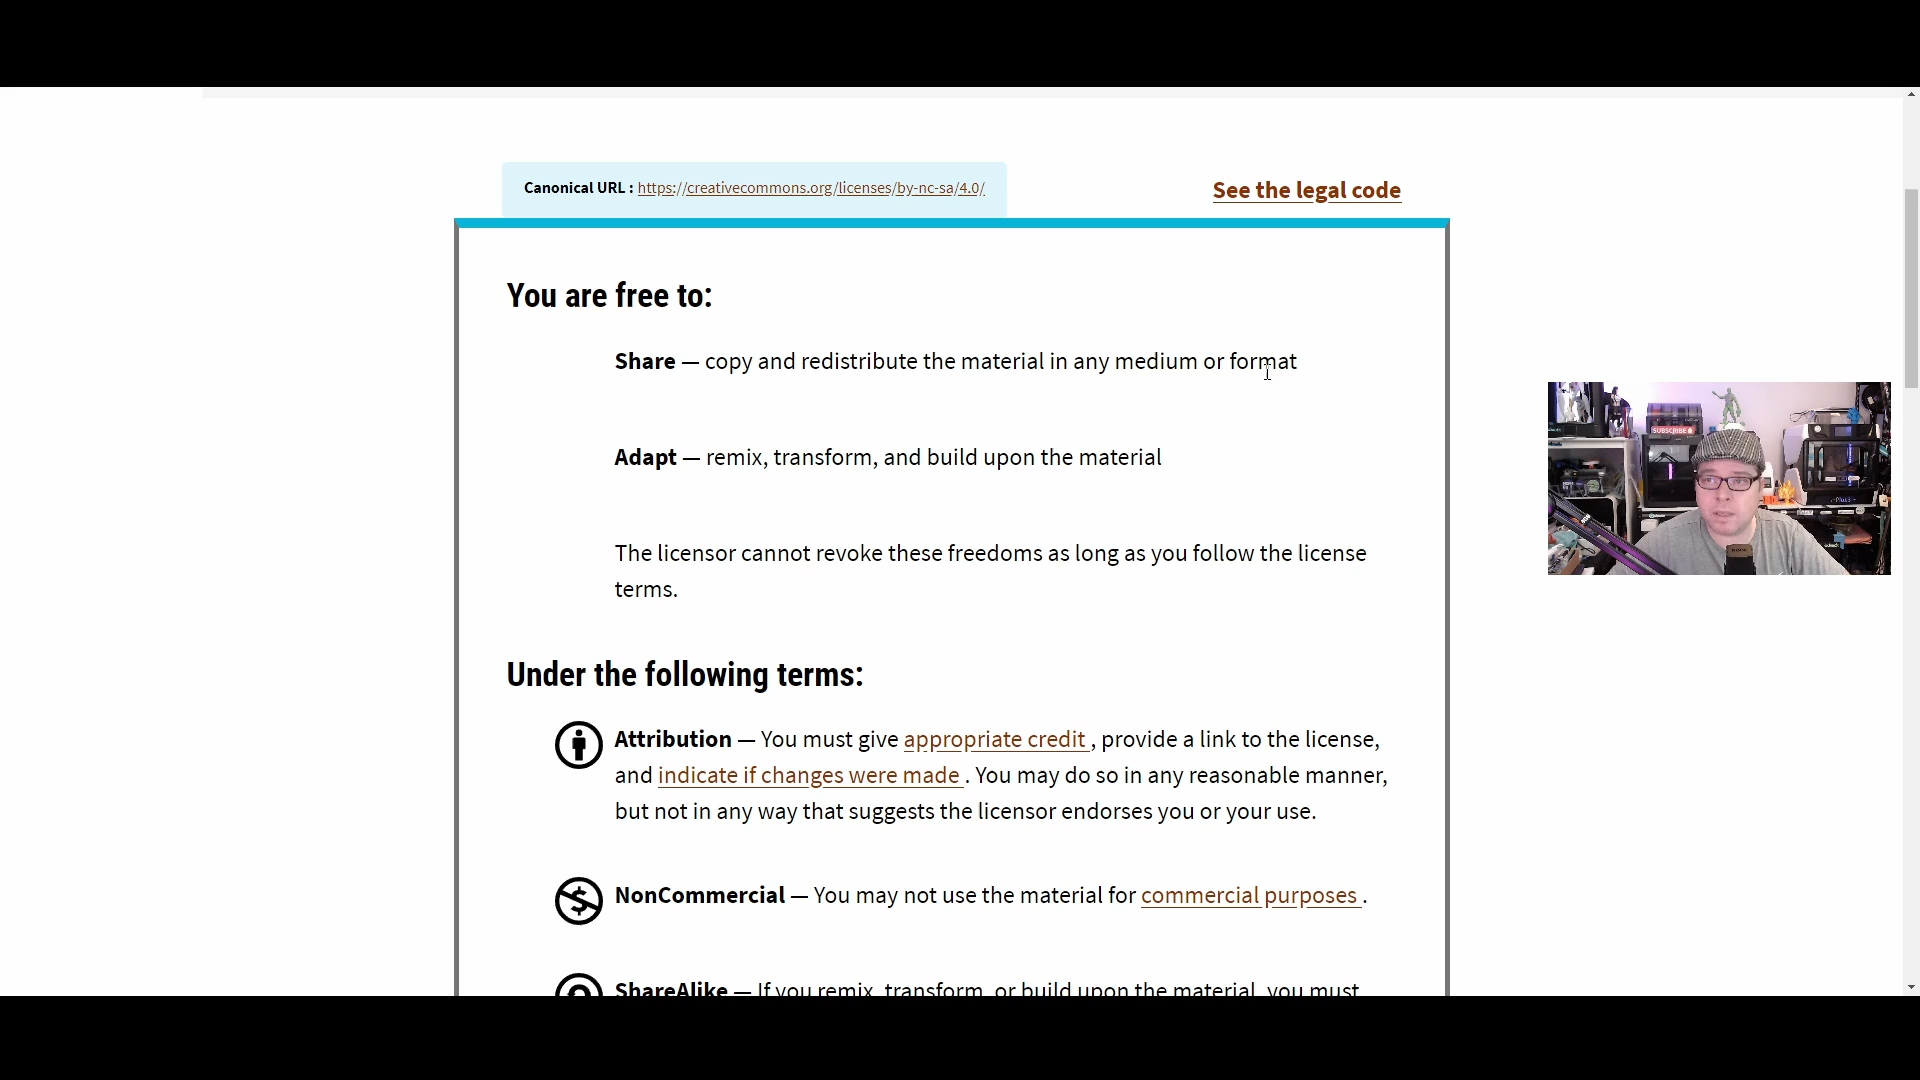 Canonical URL : https://creativecommons.org/licenses/by-nc-sa/4.0/
See the legal code
You are free to:
Share — copy and redistribute the material in any medium or format
Adapt — remix, transform, and build upon the material
The licensor cannot revoke these freedoms as long as you follow the license
terms.
Under the following terms:
Attribution — You must give appropriate credit , provide a link to the license,
and indicate if changes were made . You may do so in any reasonable manner,
but not in any way that suggests the licensor endorses you or your use.
NonCommercial — You may not use the material for commercial purposes .
ShareAlike — If you remix, transform, or build upon the material, you must
SUBSCRIBE